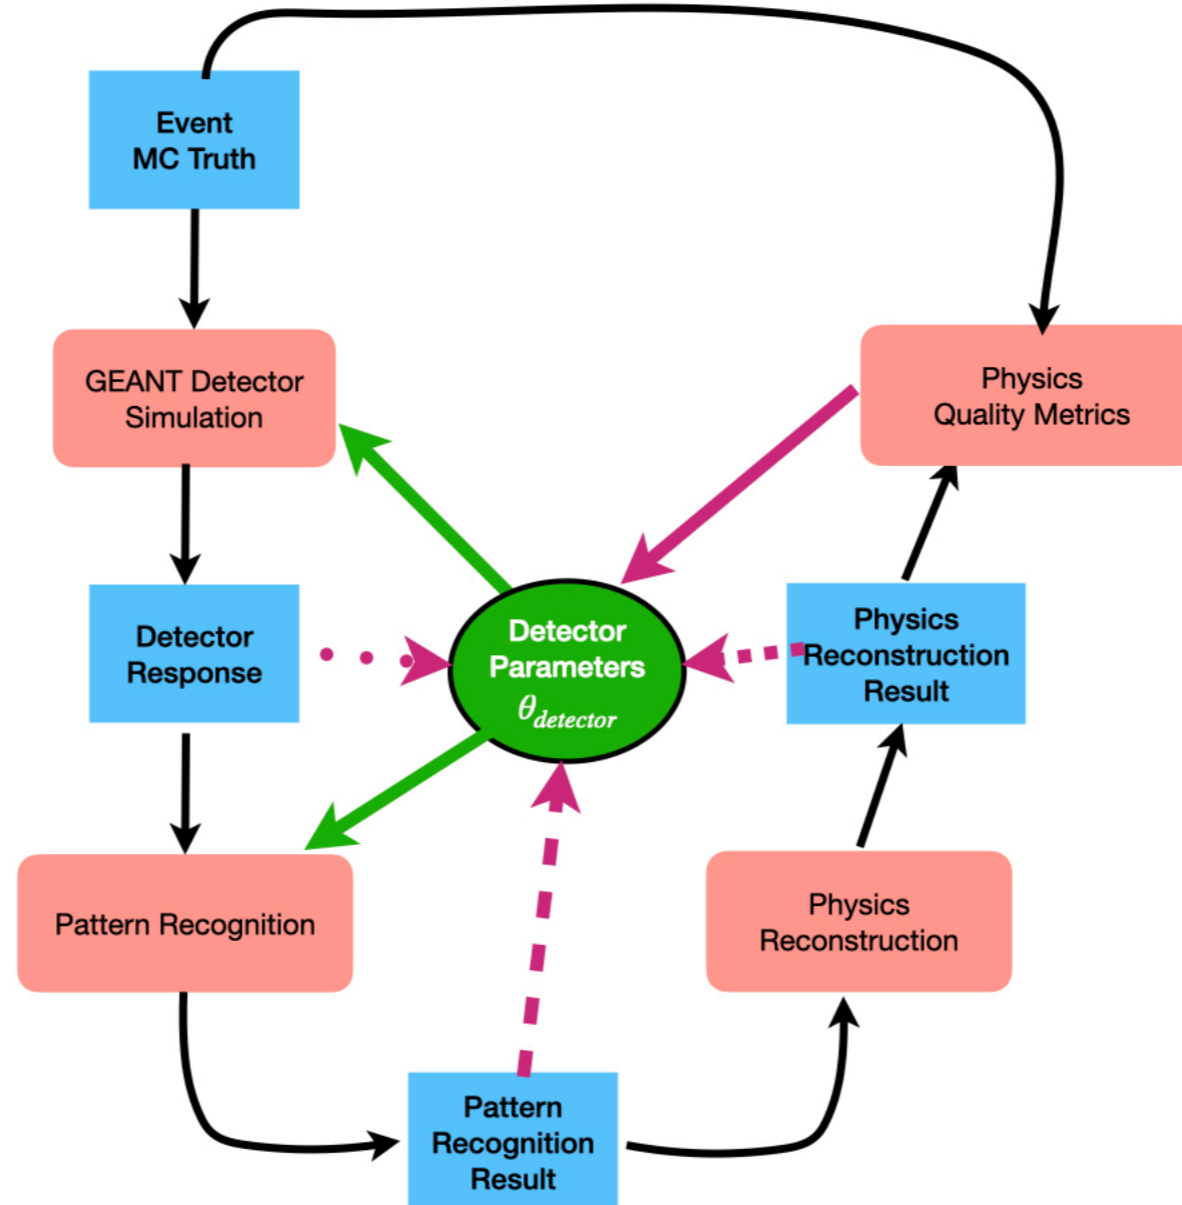 Event
MC Truth
GEANT Detector
Simulation
Physics
Quality Metrics
Detector
Response
Detector
Parameters
θdetector
Physics
Reconstruction
Result
Pattern Recognition
Physics
Reconstruction
Pattern
Recognition
Result